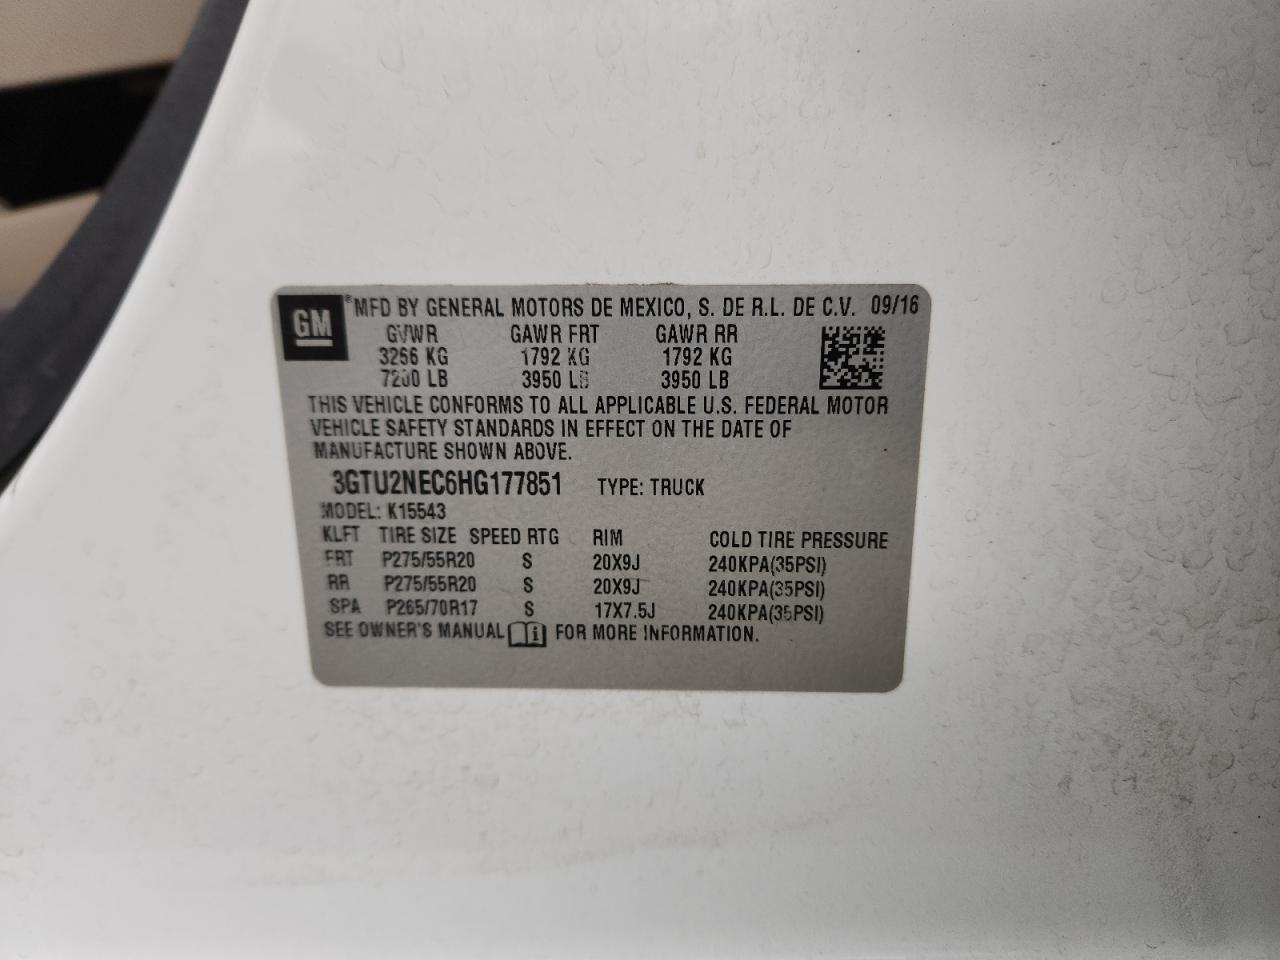 GM ® MFD BY GENERAL MOTORS DE MEXICO, S. DE R.L. DE C.V. 09/16
GVWR GAWR FRT GAWR RR
3266 KG 1792 KG 1792 KG
7200 LB 3950 LB 3950 LB
THIS VEHICLE CONFORMS TO ALL APPLICABLE U.S. FEDERAL MOTOR
VEHICLE SAFETY STANDARDS IN EFFECT ON THE DATE OF
MANUFACTURE SHOWN ABOVE.
3GTU2NEC6HG177851 TYPE: TRUCK
MODEL: K15543
KLFT TIRE SIZE SPEED RTG RIM COLD TIRE PRESSURE
FRT P275/55R20 S 20X9J 240KPA(35PSI)
RR P275/55R20 S 20X9J 240KPA(35PSI)
SPA P265/70R17 S 17X7.5J 240KPA(35PSI)
SEE OWNER'S MANUAL i FOR MORE INFORMATION.